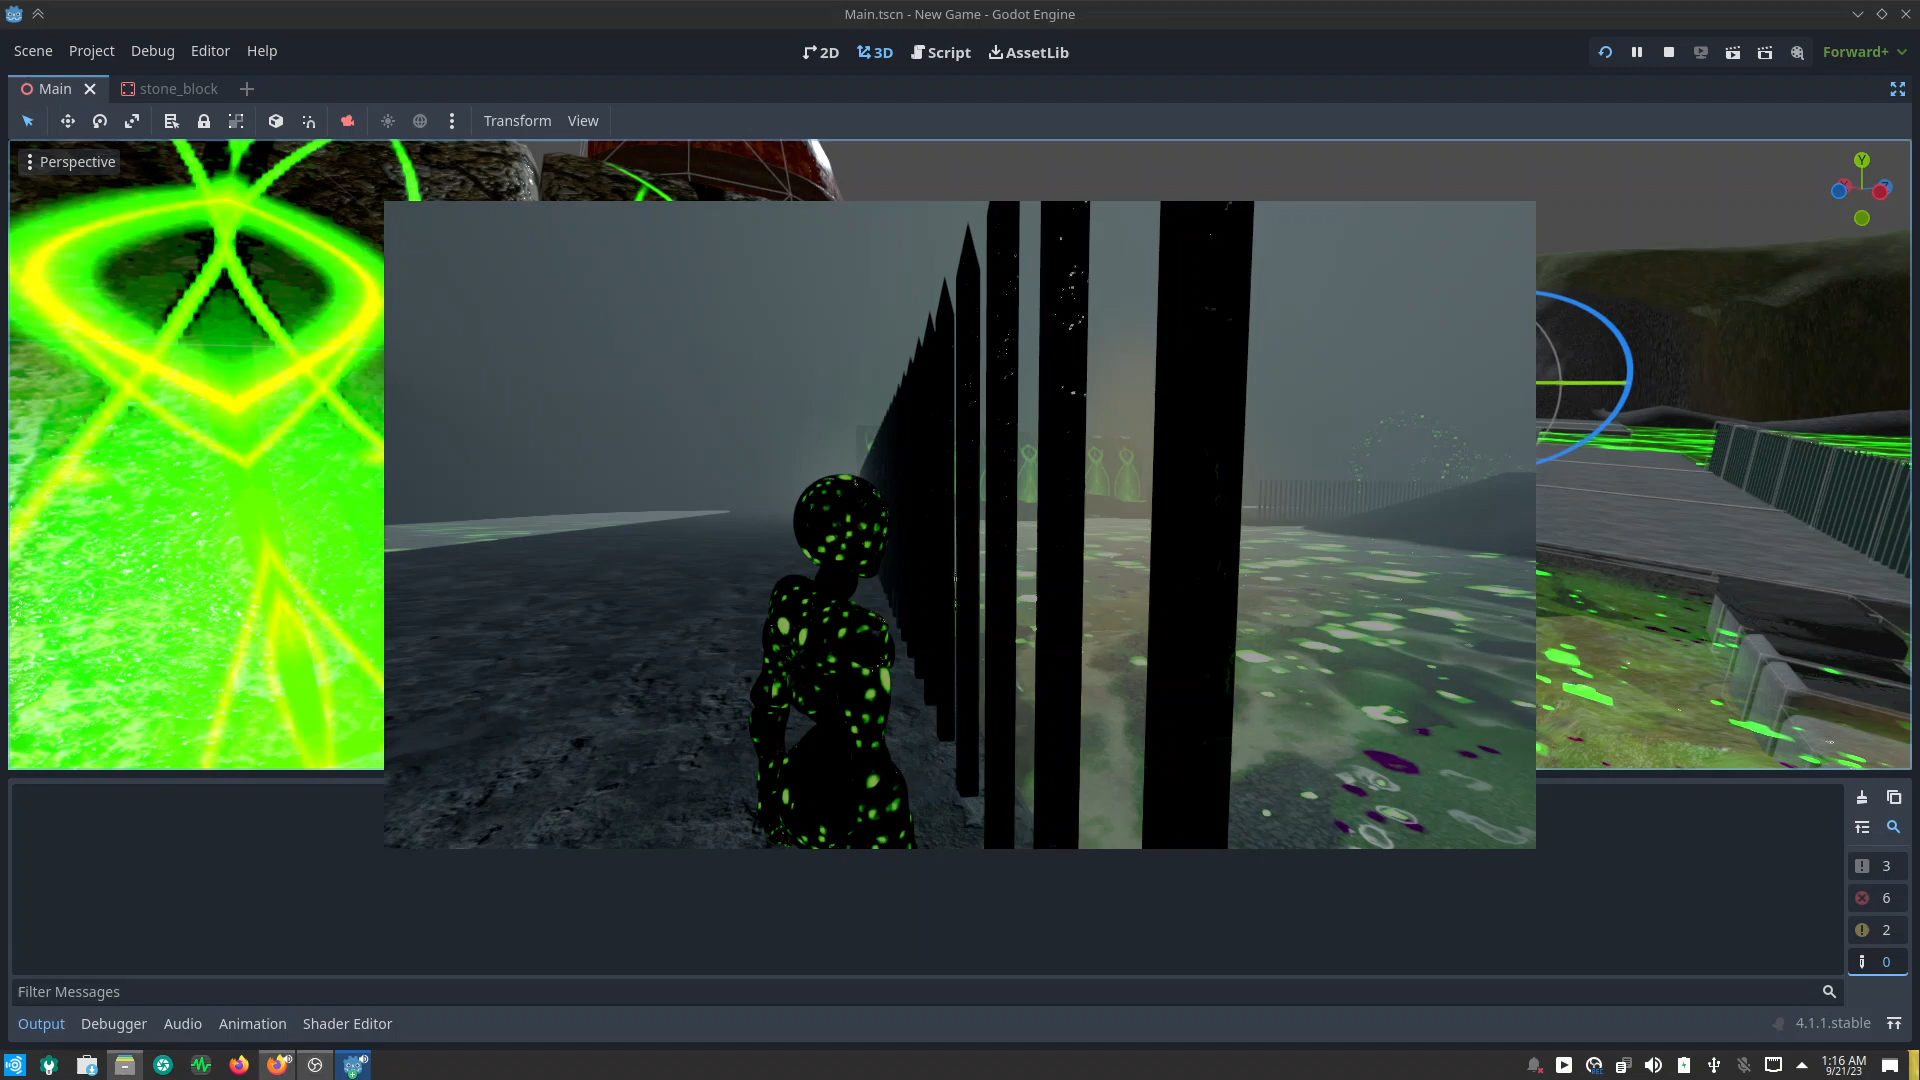 Main.tscn - New Game - Godot Engine
Scene Project Debug Editor Help
2D 3D Script AssetLib
Forward+
Main stone_block
Transform View
Perspective
Y
3
6
2
0
Filter Messages
Output Debugger Audio Animation Shader Editor
4.1.1.stable
1:16 AM
9/21/23